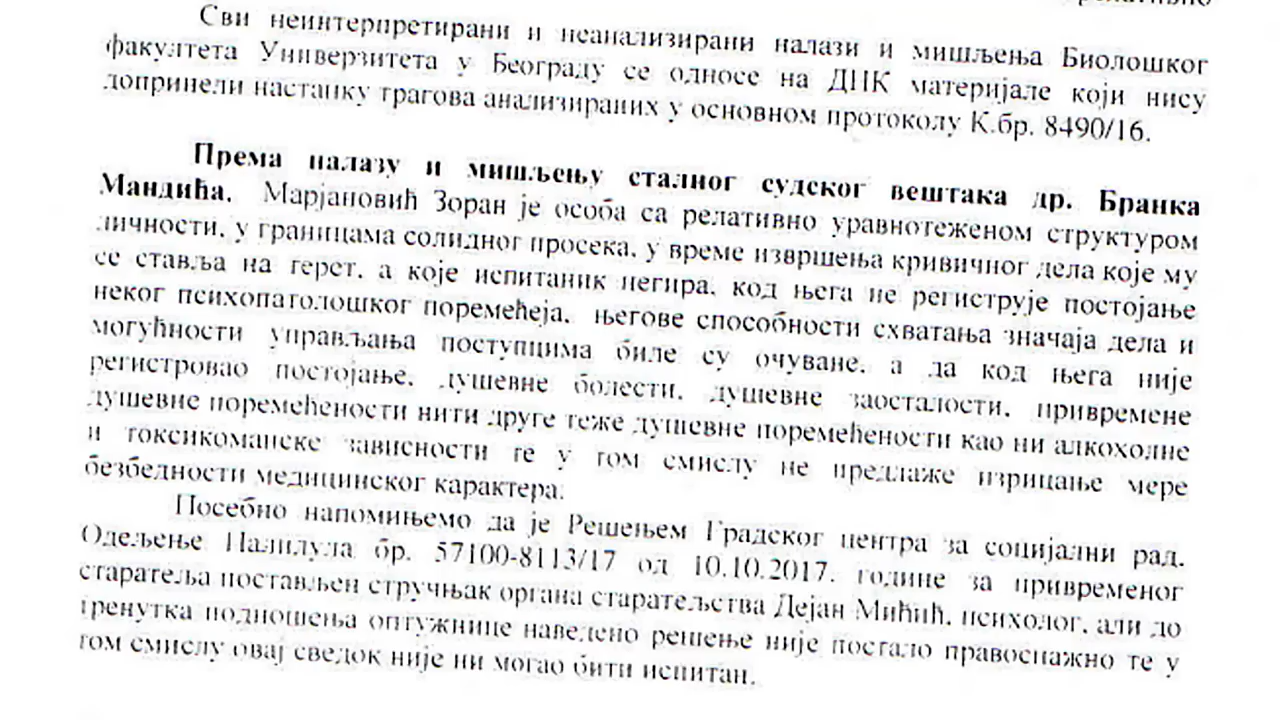 Сви неинтерпретирани и неанализирани налази и мишљења Биолошког
факултета Универзитета у Београду се односе на ДНК материјале који нису
допринели настанку трагова анализираних у основном протоколу К.бр. 8490/16.
Према налазу и мишљењу сталног судског вештака др. Бранка
Мандића, Марјановић Зоран је особа са релативно уравнотеженом структуром
личности, у границама солидног просека, у време извршења кривичног дела које му
се ставља на терет, а које испитаник негира, код њега не региструје постојање
неког психопатолошког поремећеја, његове способности схватања значаја дела и
могућности управљања поступцима биле су очуване, а да код њега није
регистровао постојање, душевне болести, душевне заосталости, привремене
душевне поремећености нити друге теже душевне поремећености као ни алкохолне
и токсикоманске зависности те у том смислу не предлаже изрицање мере
безбедности медицинског карактера.
Посебно напомињемо да је Решењем Градског центра за социјални рад,
Одељење Палилула бр. 57100-8113/17 од 10.10.2017. године за привременог
старатеља постављен стручњак органа старатељства Дејан Мићић, психолог, али до
тренутка подношења оптужнице наведено решење није постало правоснажно те у
том смислу овај сведок није ни могао бити испитан.